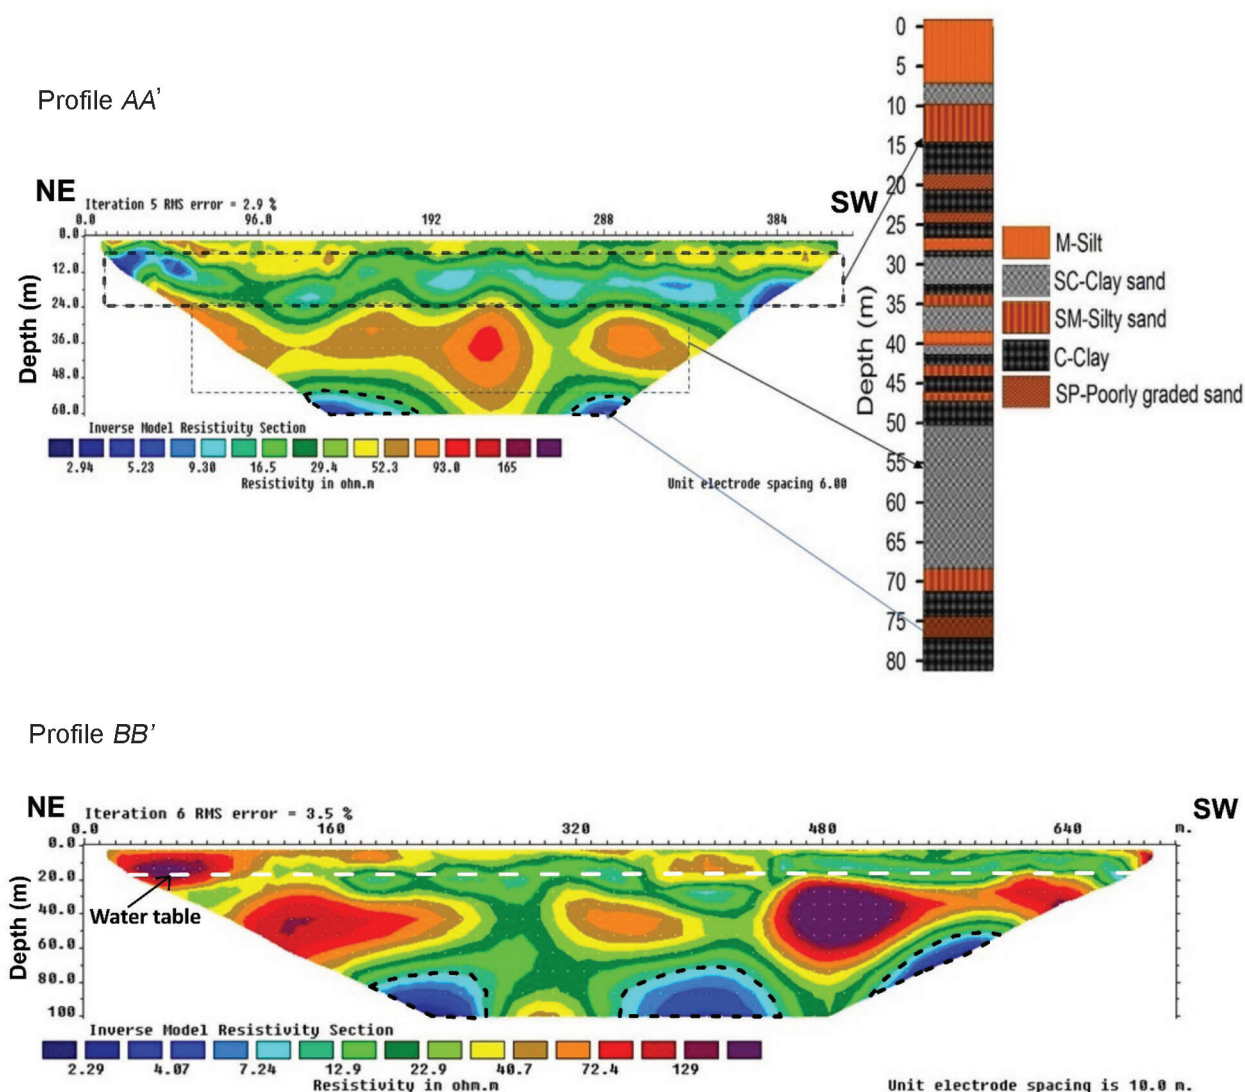 Profile AA’
NE
SW
Iteration 5 RMS error = 2.9 %
0.0 96.0 192 288 384
Depth (m)
0.0
12.0
24.0
36.0
48.0
60.0
Inverse Model Resistivity Section
2.94 5.23 9.30 16.5 29.4 52.3 93.0 165
Resistivity in ohm.m
Unit electrode spacing 6.00
Depth (m)
0
5
10
15
20
25
30
35
40
45
50
55
60
65
70
75
80
M-Silt
SC-Clay sand
SM-Silty sand
C-Clay
SP-Poorly graded sand
Profile BB’
NE
SW
Iteration 6 RMS error = 3.5 %
0.0 160 320 480 640 m.
Depth (m)
0.0
20.0
40.0
60.0
80.0
100
Water table
Inverse Model Resistivity Section
2.29 4.07 7.24 12.9 22.9 40.7 72.4 129
Resistivity in ohm.m
Unit electrode spacing is 10.0 m.